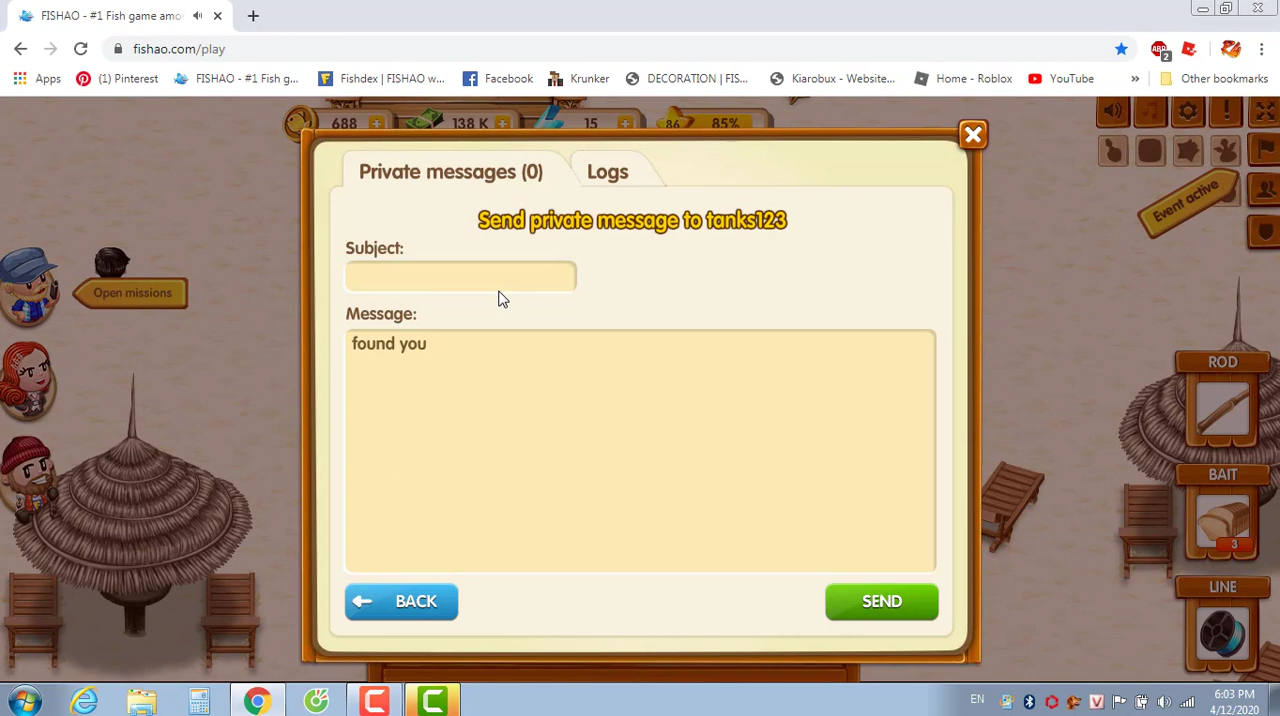 FISHAO - #1 Fish game amo
fishao.com/play
2
Apps
(1) Pinterest
FISHAO - #1 Fish g...
Fishdex | FISHAO w...
Facebook
Krunker
DECORATION | FIS...
Kiarobux - Website...
Home - Roblox
YouTube
»
Other bookmarks
688
138 K
15
86
85%
Private messages (0)
Logs
Send private message to tanks123
Subject:
Message:
found you
BACK
SEND
Open missions
Event active
ROD
BAIT
3
LINE
EN
6:03 PM
4/12/2020